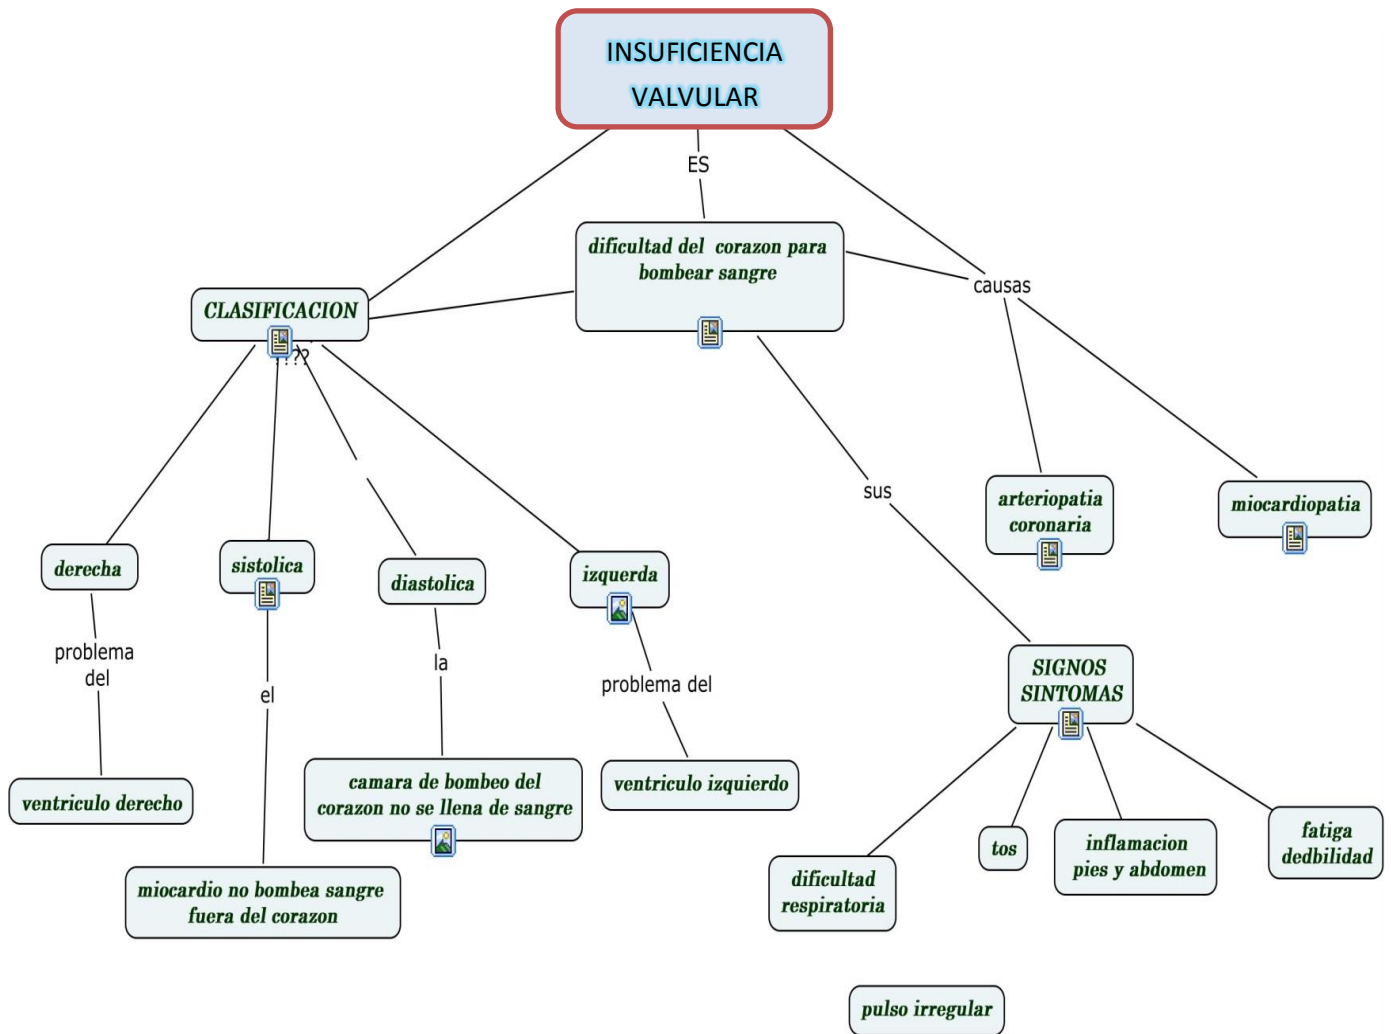 INSUFICIENCIA
VALVULAR
ES
dificultad del corazon para
bombear sangre
causas
CLASIFICACION
????
sus
arteriopatia
coronaria
miocardiopatia
derecha
sistolica
diastolica
izquerda
problema
del
el
la
problema del
SIGNOS
SINTOMAS
ventriculo derecho
camara de bombeo del
corazon no se llena de sangre
ventriculo izquierdo
miocardio no bombea sangre
fuera del corazon
dificultad
respiratoria
tos
inflamacion
pies y abdomen
fatiga
dedbilidad
pulso irregular